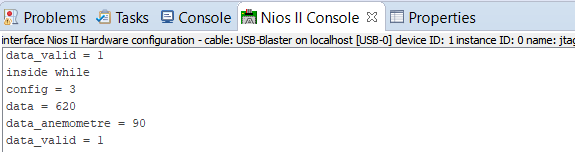 Problems Tasks Console Nios II Console Properties
interface Nios II Hardware configuration - cable: USB-Blaster on localhost [USB-0] device ID: 1 instance ID: 0 name: jtag
data_valid = 1
inside while
config = 3
data = 620
data_anemometre = 90
data_valid = 1